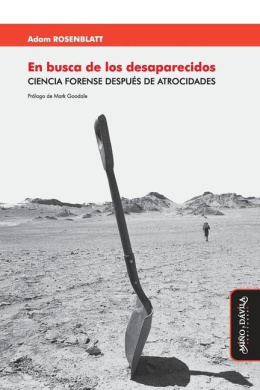 Adam ROSENBLATT
En busca de los desaparecidos
CIENCIA FORENSE DESPUÉS DE ATROCIDADES
Prólogo de Mark Goodale
MIÑO-DÁVILA